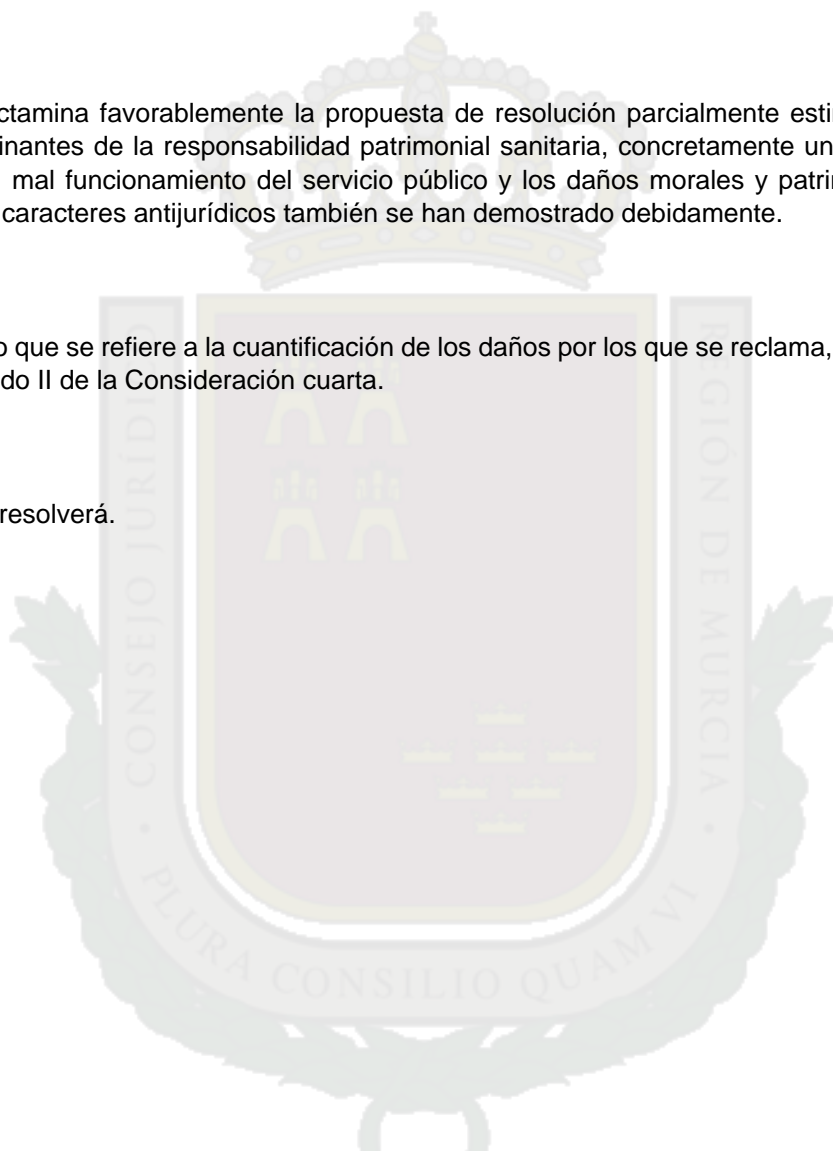 ctamina favorablemente la propuesta de resolución parcialmente esti
inantes de la responsabilidad patrimonial sanitaria, concretamente un
mal funcionamiento del servicio público y los daños morales y patri
caracteres antijurídicos también se han demostrado debidamente.
o que se refiere a la cuantificación de los daños por los que se reclama,
do II de la Consideración cuarta.
resolverá.
CONSEJO JURÍDICO
REGIÓN DE MURCIA
PLURA CONSILIO QUAM VI